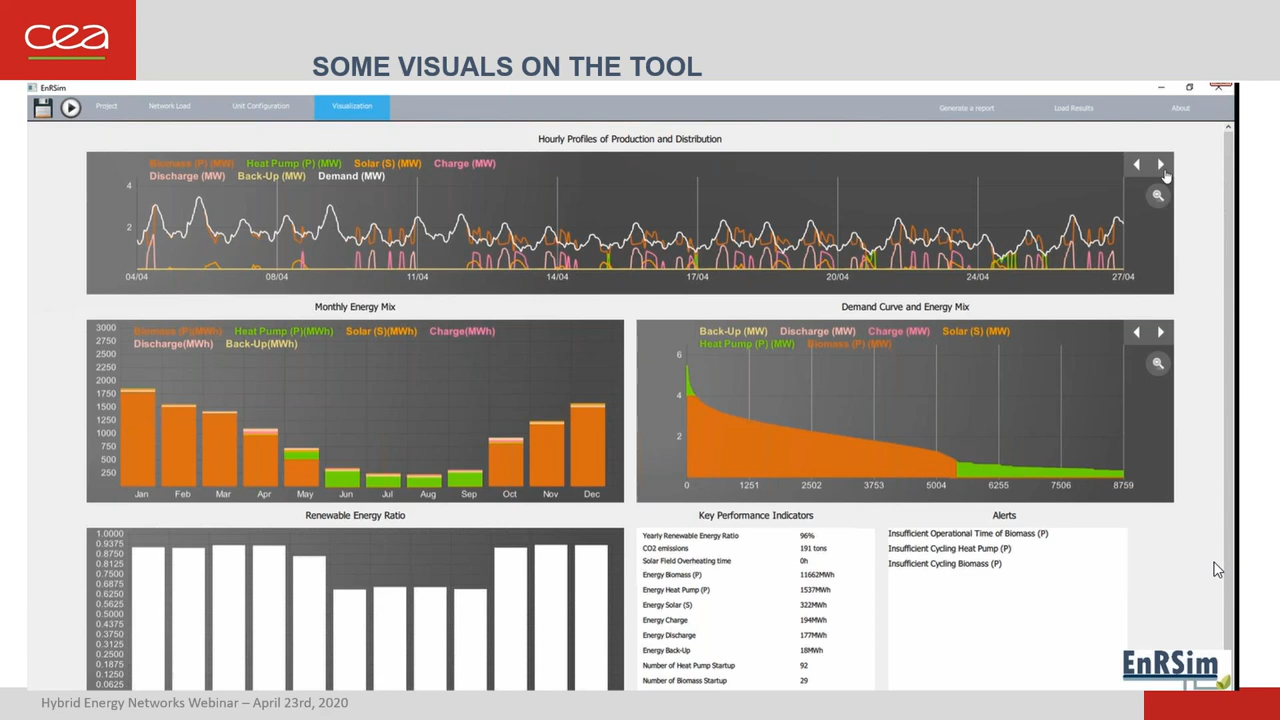 cea
SOME VISUALS ON THE TOOL
EnRSim
Project Network Load Unit Configuration Visualization Generate a report Load Results About
Hourly Profiles of Production and Distribution
Biomass (P) (MW) Heat Pump (P) (MW) Solar (S) (MW) Charge (MW)
Discharge (MW) Back-Up (MW) Demand (MW)
4
2
04/04 08/04 11/04 14/04 17/04 20/04 24/04 27/04
Monthly Energy Mix
Biomass (P)(MWh) Heat Pump (P)(MWh) Solar (S)(MWh) Charge(MWh)
Discharge(MWh) Back-Up(MWh)
3000
2750
2500
2250
2000
1750
1500
1250
1000
750
500
250
Jan Feb Mar Apr May Jun Jul Aug Sep Oct Nov Dec
Demand Curve and Energy Mix
Back-Up (MW) Discharge (MW) Charge (MW) Solar (S) (MW)
Heat Pump (P) (MW) Biomass (P) (MW)
6
4
2
0 1251 2502 3753 5004 6255 7506 8759
Renewable Energy Ratio
1.0000
0.9375
0.8750
0.8125
0.7500
0.6875
0.6250
0.5625
0.5000
0.4375
0.3750
0.3125
0.2500
0.1875
0.1250
0.0625
Key Performance Indicators
Yearly Renewable Energy Ratio 96%
CO2 emissions 191 tons
Solar Field Overheating time 0h
Energy Biomass (P) 11662MWh
Energy Heat Pump (P) 1537MWh
Energy Solar (S) 322MWh
Energy Charge 194MWh
Energy Discharge 177MWh
Energy Back-Up 18MWh
Number of Heat Pump Startup 92
Number of Biomass Startup 29
Alerts
Insufficient Operational Time of Biomass (P)
Insufficient Cycling Heat Pump (P)
Insufficient Cycling Biomass (P)
EnRSim
Hybrid Energy Networks Webinar – April 23rd, 2020